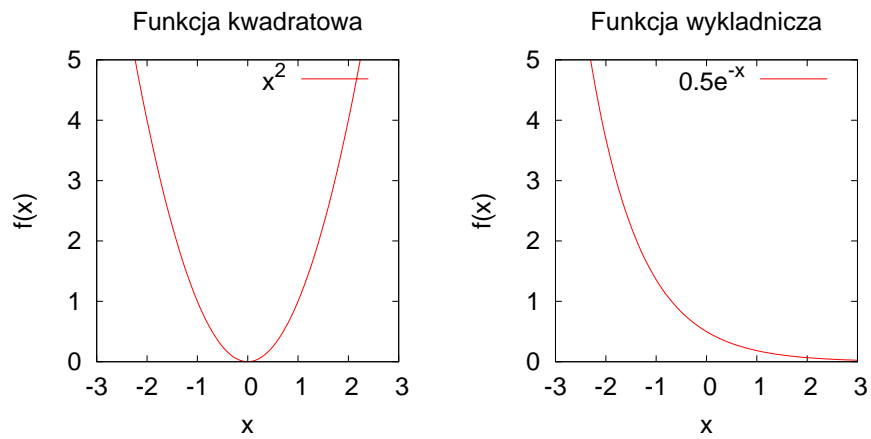 Funkcja kwadratowa
x²
5
4
3
2
1
0
f(x)
-3 -2 -1 0 1 2 3
x
Funkcja wykladnicza
0.5e⁻ˣ
5
4
3
2
1
0
f(x)
-3 -2 -1 0 1 2 3
x